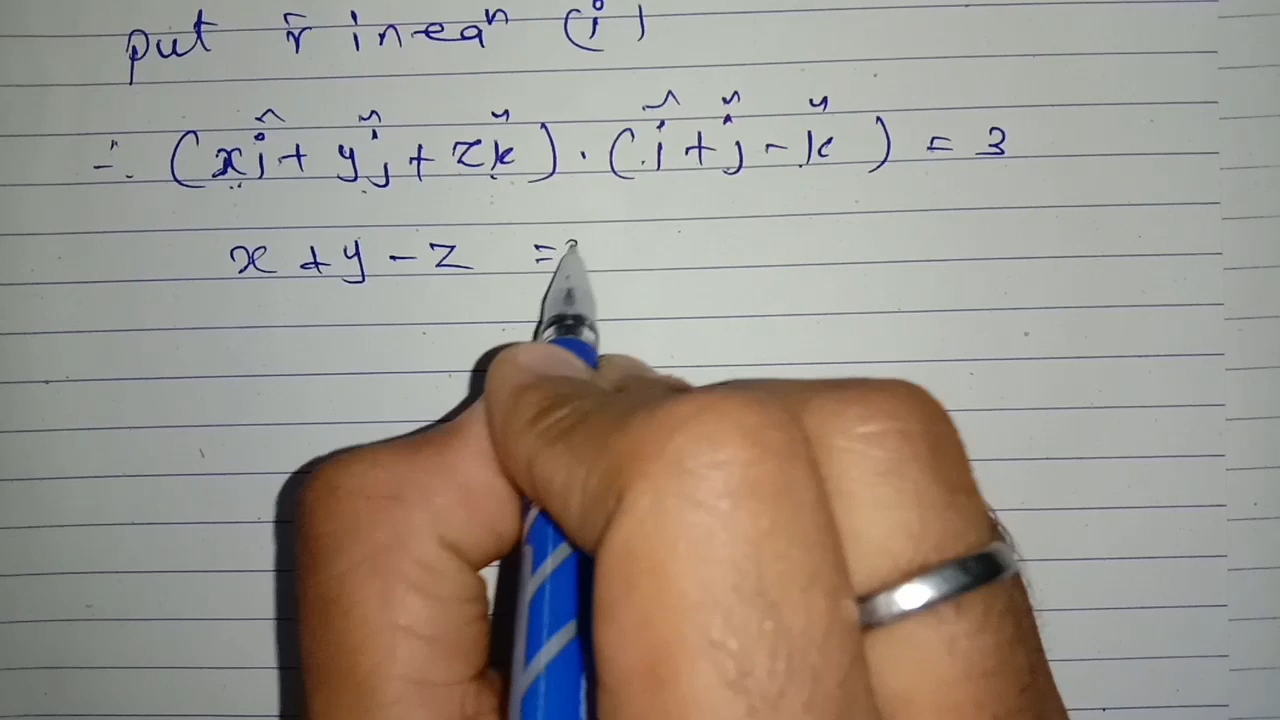 put r̄ in eqⁿ (i)
∴ (xî + yĵ + zk̂) · (î + ĵ - k̂) = 3
x + y - z =